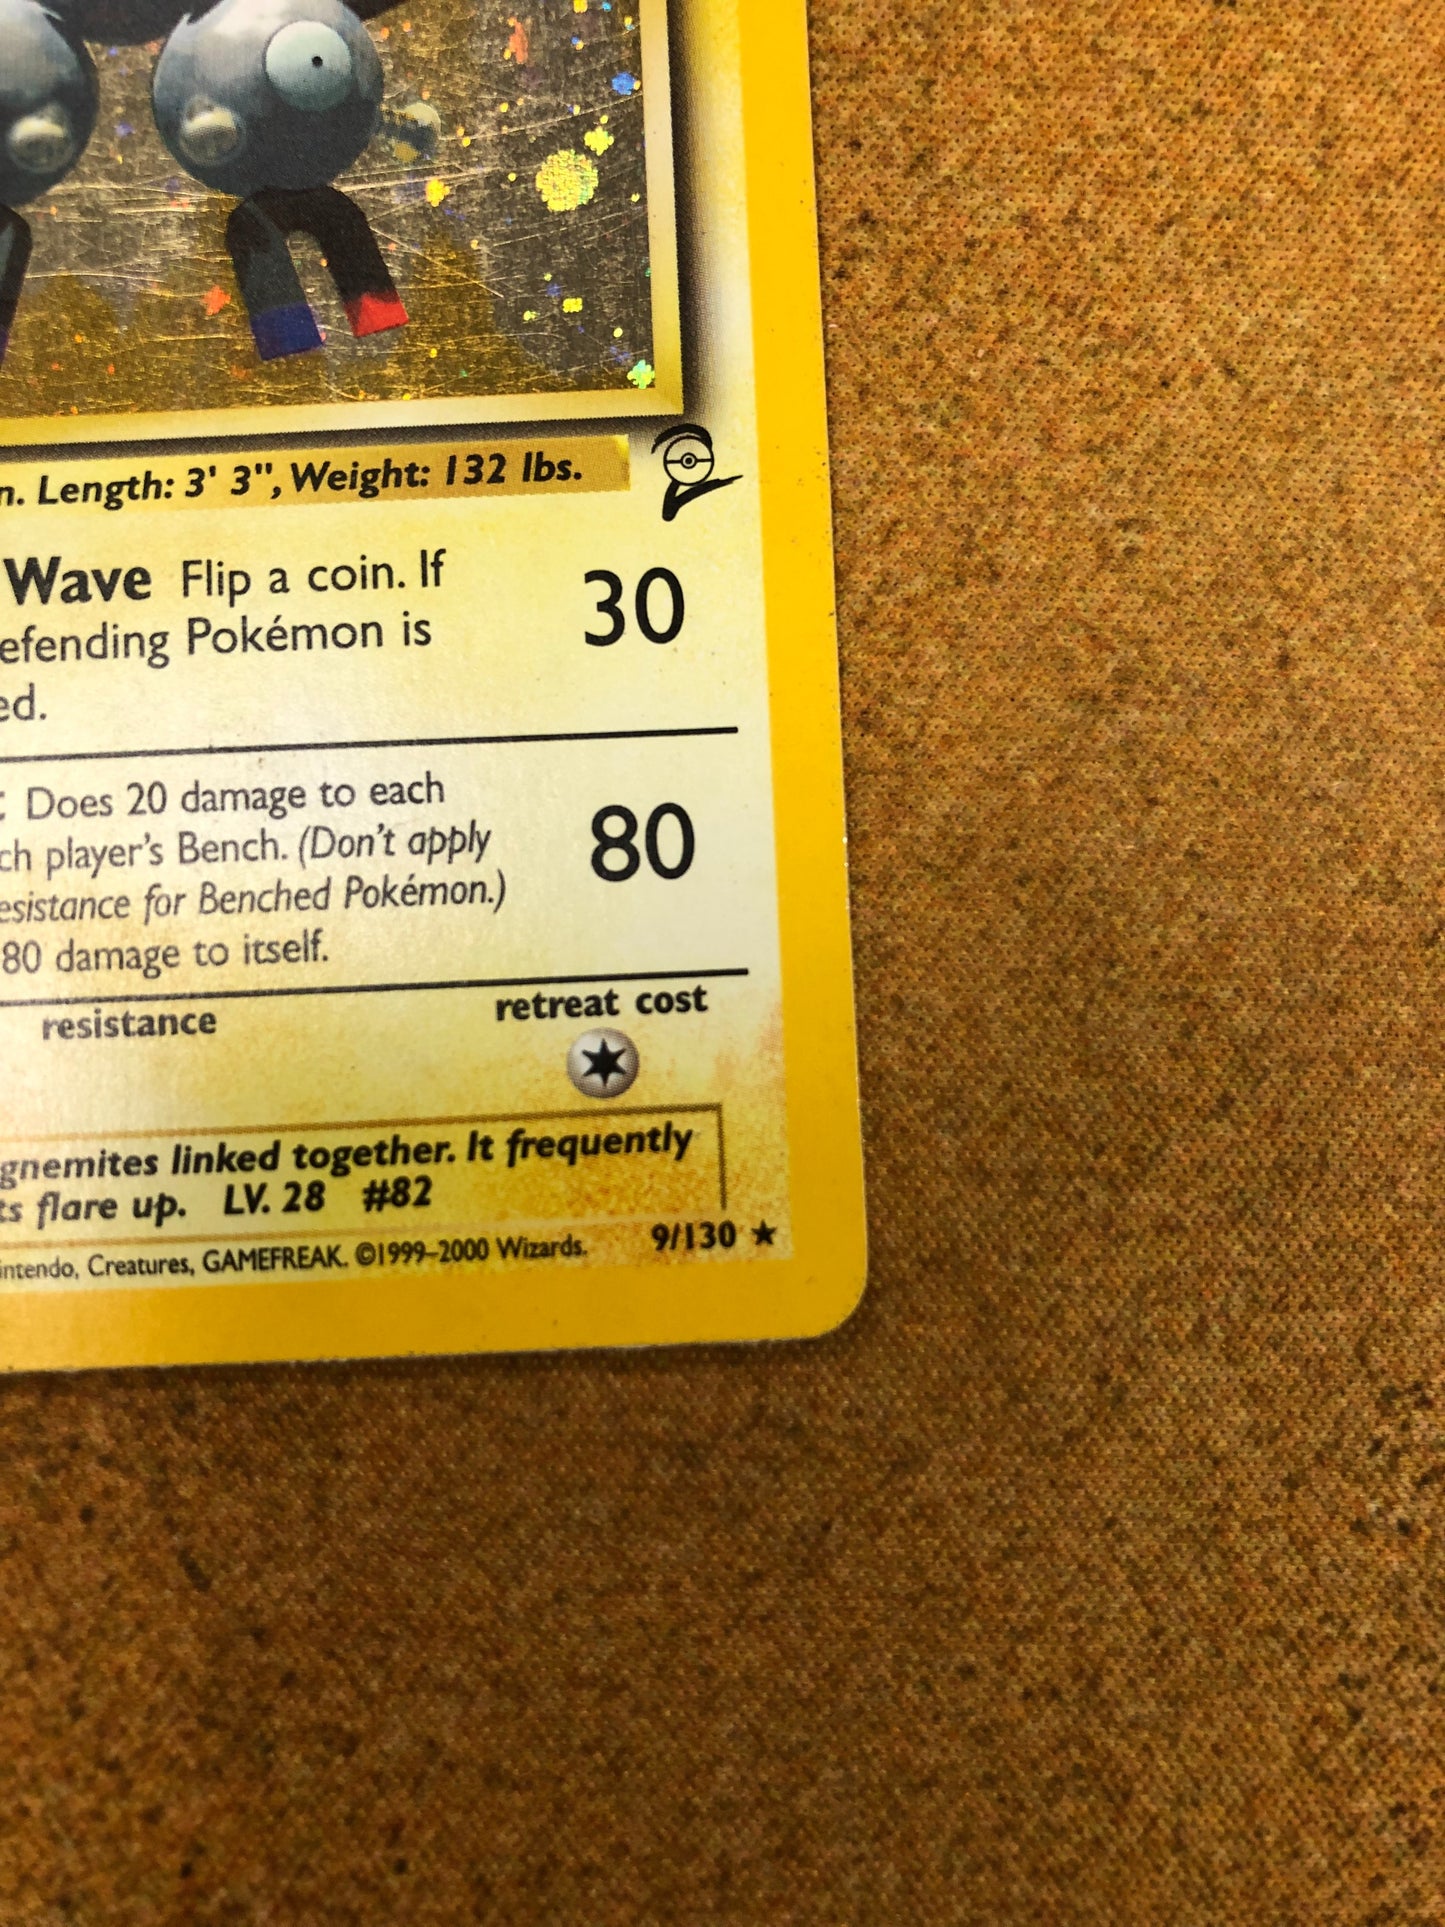 n. Length: 3' 3", Weight: 132 lbs.
Wave Flip a coin. If
efending Pokémon is
ed.
30
Does 20 damage to each
ch player's Bench. (Don't apply
esistance for Benched Pokémon.)
80 damage to itself.
80
resistance
retreat cost
gnemites linked together. It frequently
ts flare up. LV. 28 #82
intendo, Creatures, GAMEFREAK. ©1999–2000 Wizards.
9/130 ★